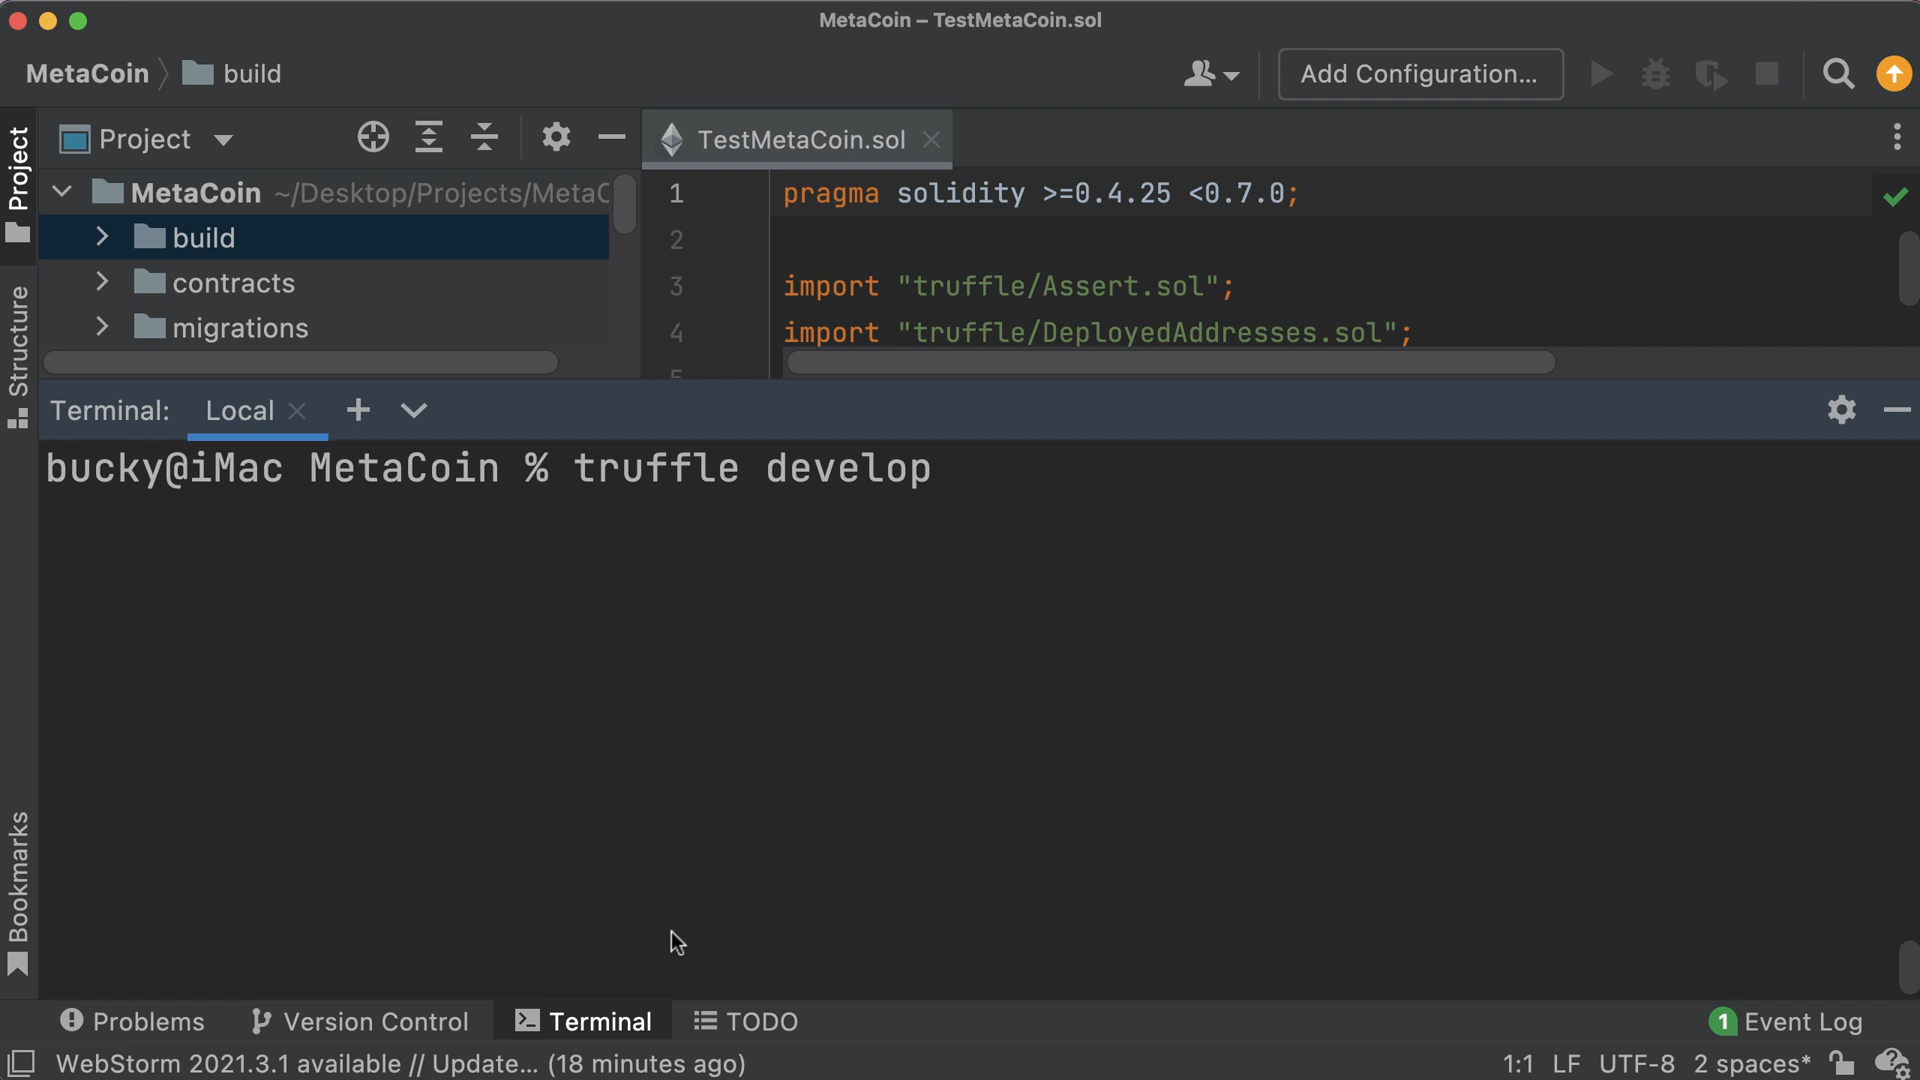 MetaCoin – TestMetaCoin.sol
MetaCoin
build
Add Configuration...
Project
Project
TestMetaCoin.sol
MetaCoin ~/Desktop/Projects/MetaC
build
contracts
migrations
1 pragma solidity >=0.4.25 <0.7.0;
2
3 import "truffle/Assert.sol";
4 import "truffle/DeployedAddresses.sol";
5
Structure
Terminal: Local
bucky@iMac MetaCoin % truffle develop
Bookmarks
Problems Version Control Terminal TODO 1 Event Log
WebStorm 2021.3.1 available // Update... (18 minutes ago) 1:1 LF UTF-8 2 spaces*